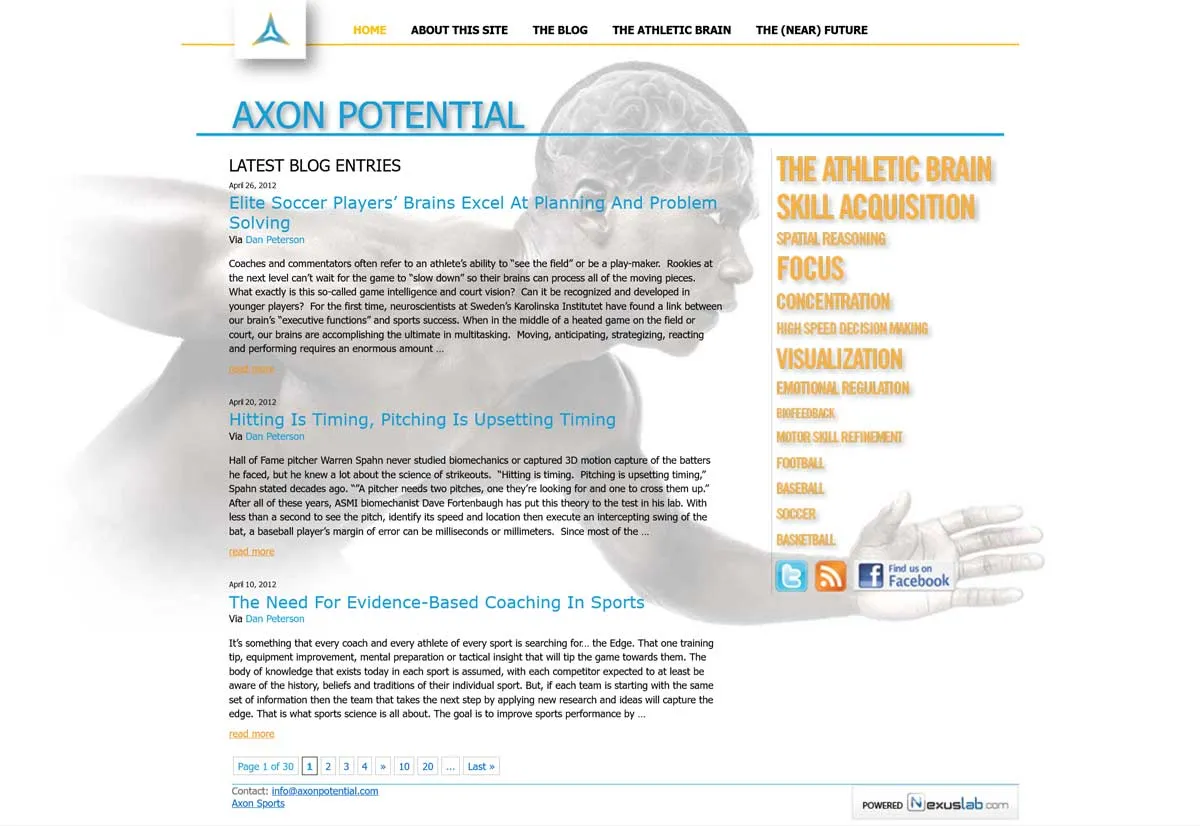 HOME ABOUT THIS SITE THE BLOG THE ATHLETIC BRAIN THE (NEAR) FUTURE
AXON POTENTIAL
LATEST BLOG ENTRIES
April 26, 2012
Elite Soccer Players’ Brains Excel At Planning And Problem
Solving
Via Dan Peterson
Coaches and commentators often refer to an athlete’s ability to “see the field” or be a play-maker.  Rookies at
the next level can’t wait for the game to “slow down” so their brains can process all of the moving pieces.
What exactly is this so-called game intelligence and court vision?  Can it be recognized and developed in
younger players?  For the first time, neuroscientists at Sweden’s Karolinska Institutet have found a link between
our brain’s “executive functions” and sports success. When in the middle of a heated game on the field or
court, our brains are accomplishing the ultimate in multitasking.  Moving, anticipating, strategizing, reacting
and performing requires an enormous amount …
read more
April 20, 2012
Hitting Is Timing, Pitching Is Upsetting Timing
Via Dan Peterson
Hall of Fame pitcher Warren Spahn never studied biomechanics or captured 3D motion capture of the batters
he faced, but he knew a lot about the science of strikeouts.  “Hitting is timing.  Pitching is upsetting timing,”
Spahn stated decades ago. “”A pitcher needs two pitches, one they’re looking for and one to cross them up.”
After all of these years, ASMI biomechanist Dave Fortenbaugh has put this theory to the test in his lab. With
less than a second to see the pitch, identify its speed and location then execute an intercepting swing of the
bat, a baseball player’s margin of error can be milliseconds or millimeters.  Since most of the …
read more
April 10, 2012
The Need For Evidence-Based Coaching In Sports
Via Dan Peterson
It’s something that every coach and every athlete of every sport is searching for… the Edge. That one training
tip, equipment improvement, mental preparation or tactical insight that will tip the game towards them. The
body of knowledge that exists today in each sport is assumed, with each competitor expected to at least be
aware of the history, beliefs and traditions of their individual sport. But, if each team is starting with the same
set of information then the team that takes the next step by applying new research and ideas will capture the
edge. That is what sports science is all about. The goal is to improve sports performance by …
read more
Page 1 of 30 1 2 3 4 » 10 20 ... Last »
THE ATHLETIC BRAIN
SKILL ACQUISITION
SPATIAL REASONING
FOCUS
CONCENTRATION
HIGH SPEED DECISION MAKING
VISUALIZATION
EMOTIONAL REGULATION
BIOFEEDBACK
MOTOR SKILL REFINEMENT
FOOTBALL
BASEBALL
SOCCER
BASKETBALL
Find us on
Facebook
Contact: info@axonpotential.com
Axon Sports
POWERED Nexuslab.com